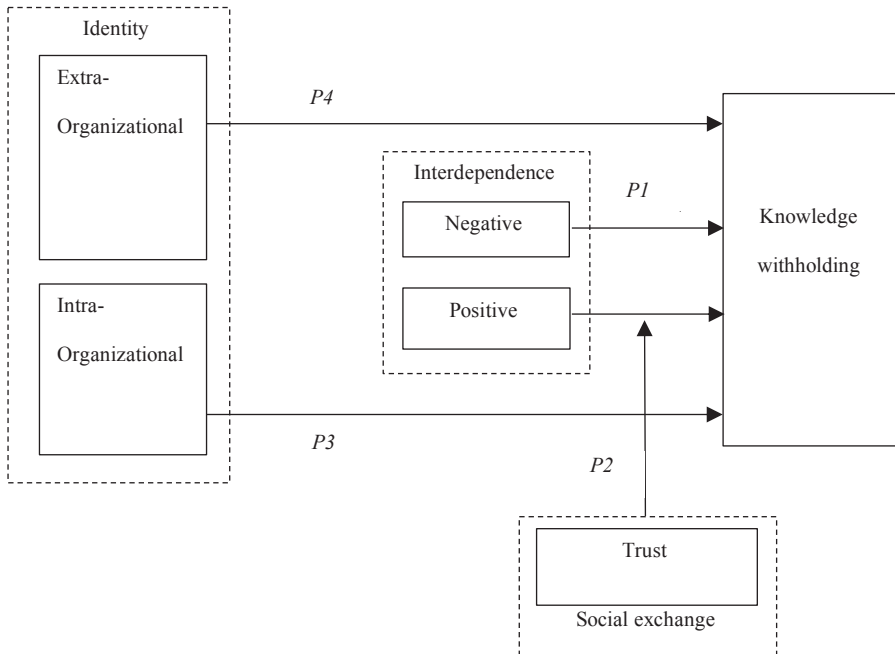 Identity
Extra-
Organizational
P4
Interdependence
Negative
P1
Knowledge
withholding
Positive
Intra-
Organizational
P3
P2
Trust
Social exchange